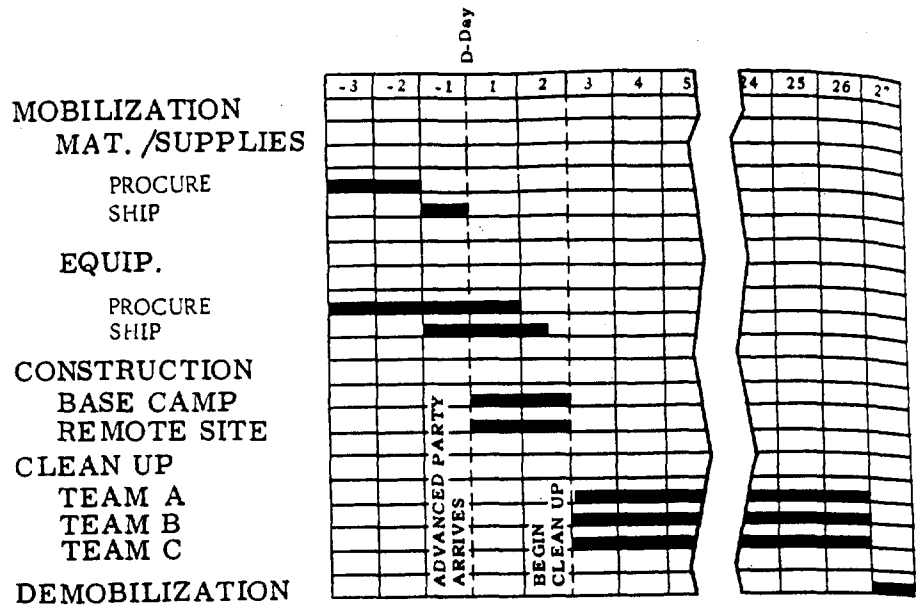 D-Day
-3 -2 -1 1 2 3 4 5 24 25 26
MOBILIZATION
MAT. /SUPPLIES
PROCURE
SHIP
EQUIP.
PROCURE
SHIP
CONSTRUCTION
BASE CAMP
REMOTE SITE
CLEAN UP
TEAM A
TEAM B
TEAM C
DEMOBILIZATION
ADVANCED PARTY
ARRIVES
BEGIN
CLEAN UP